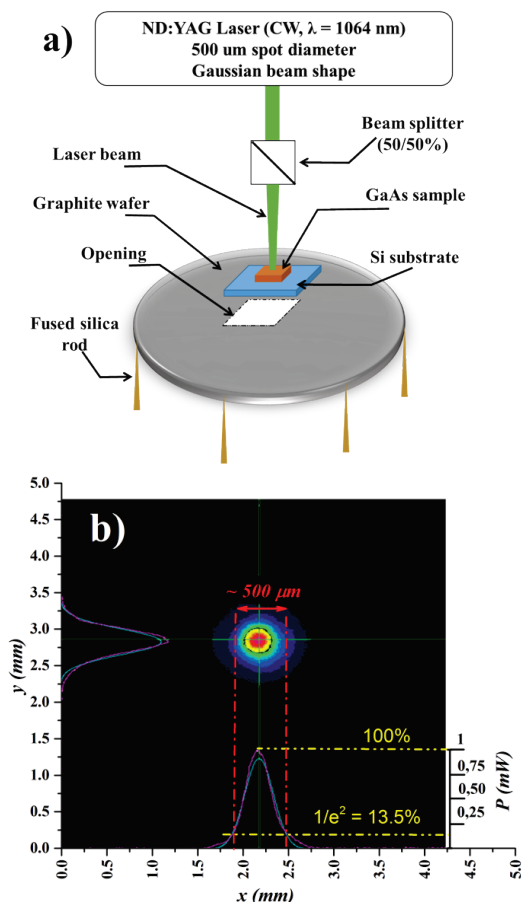 a)
ND:YAG Laser (CW, λ = 1064 nm)
500 um spot diameter
Gaussian beam shape
Beam splitter
(50/50%)
Laser beam
GaAs sample
Graphite wafer
Si substrate
Opening
Fused silica
rod
b)
5.0
4.5
4.0
3.5
3.0
2.5
2.0
1.5
1.0
0.5
0.0
y (mm)
~ 500 μm
100%
1/e² = 13.5%
1
0,75
0,50
0,25
P (mW)
0.0
0.5
1.0
1.5
2.0
2.5
3.0
3.5
4.0
4.5
5.0
x (mm)